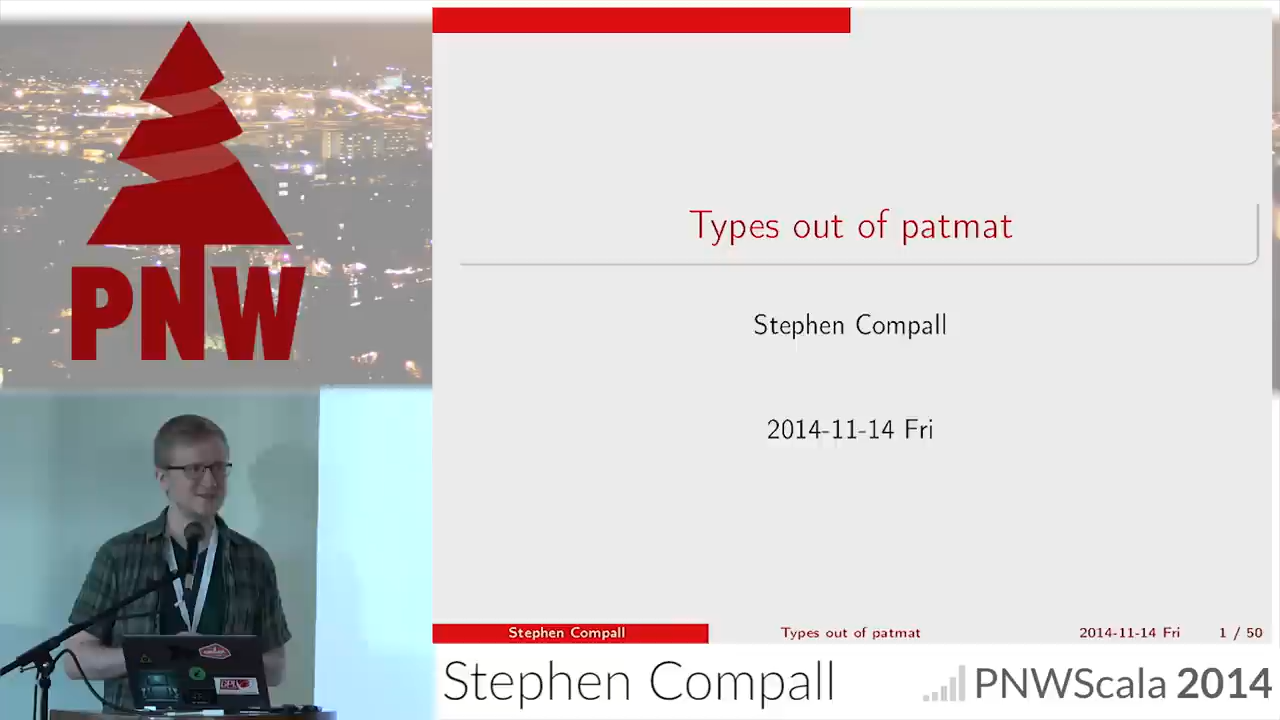 PNW
Types out of patmat
Stephen Compall
2014-11-14 Fri
Stephen Compall
Types out of patmat
2014-11-14 Fri
1 / 50
Stephen Compall
PNWScala 2014